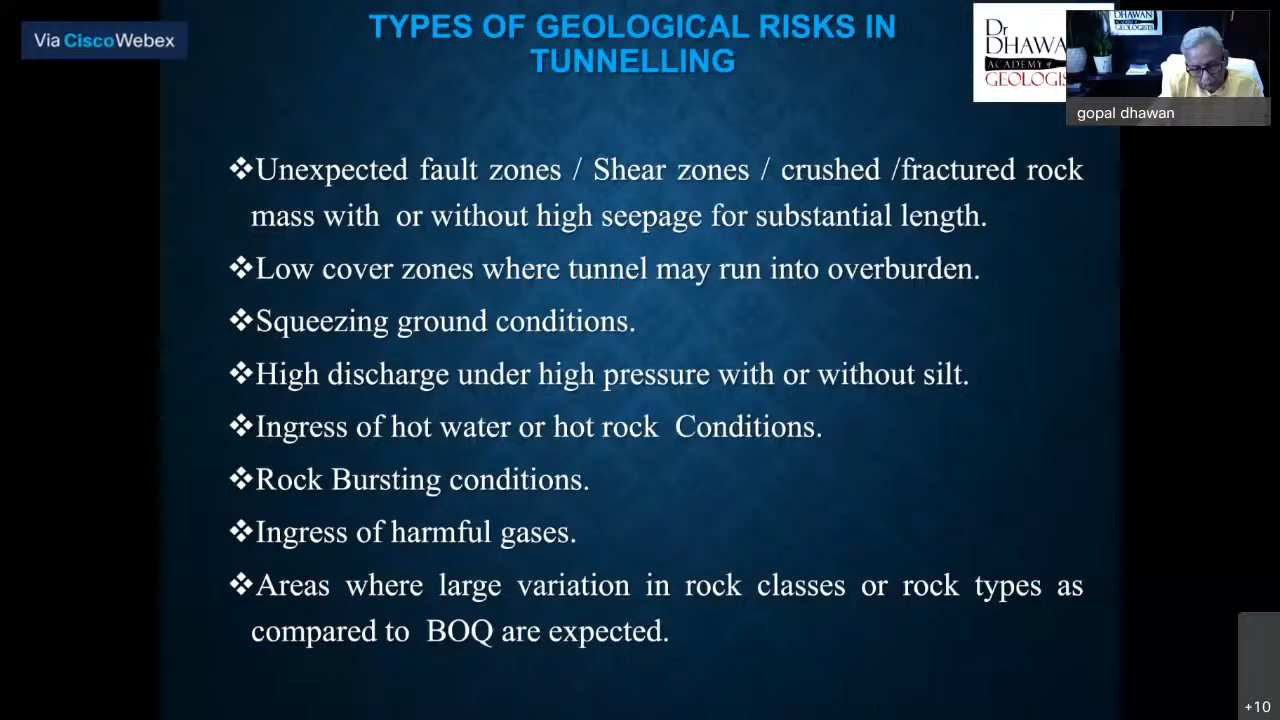 Via Cisco Webex
TYPES OF GEOLOGICAL RISKS IN
TUNNELLING
Dr
DHAWA
ACADEMY of
GEOLOGIS
DHAWAN
GEOLOGISTS
gopal dhawan
❖Unexpected fault zones / Shear zones / crushed /fractured rock
mass with or without high seepage for substantial length.
❖Low cover zones where tunnel may run into overburden.
❖Squeezing ground conditions.
❖High discharge under high pressure with or without silt.
❖Ingress of hot water or hot rock Conditions.
❖Rock Bursting conditions.
❖Ingress of harmful gases.
❖Areas where large variation in rock classes or rock types as
compared to BOQ are expected.
+10